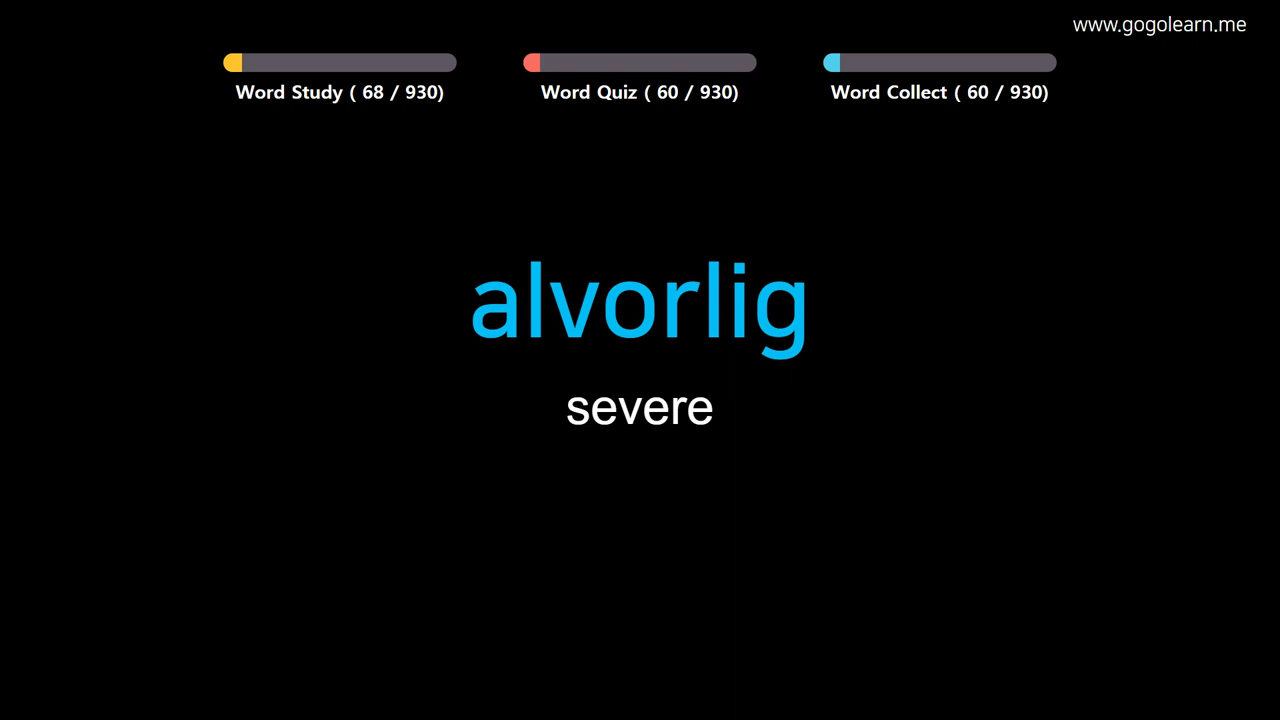 www.gogolearn.me
Word Study ( 68 / 930)
Word Quiz ( 60 / 930)
Word Collect ( 60 / 930)
alvorlig
severe